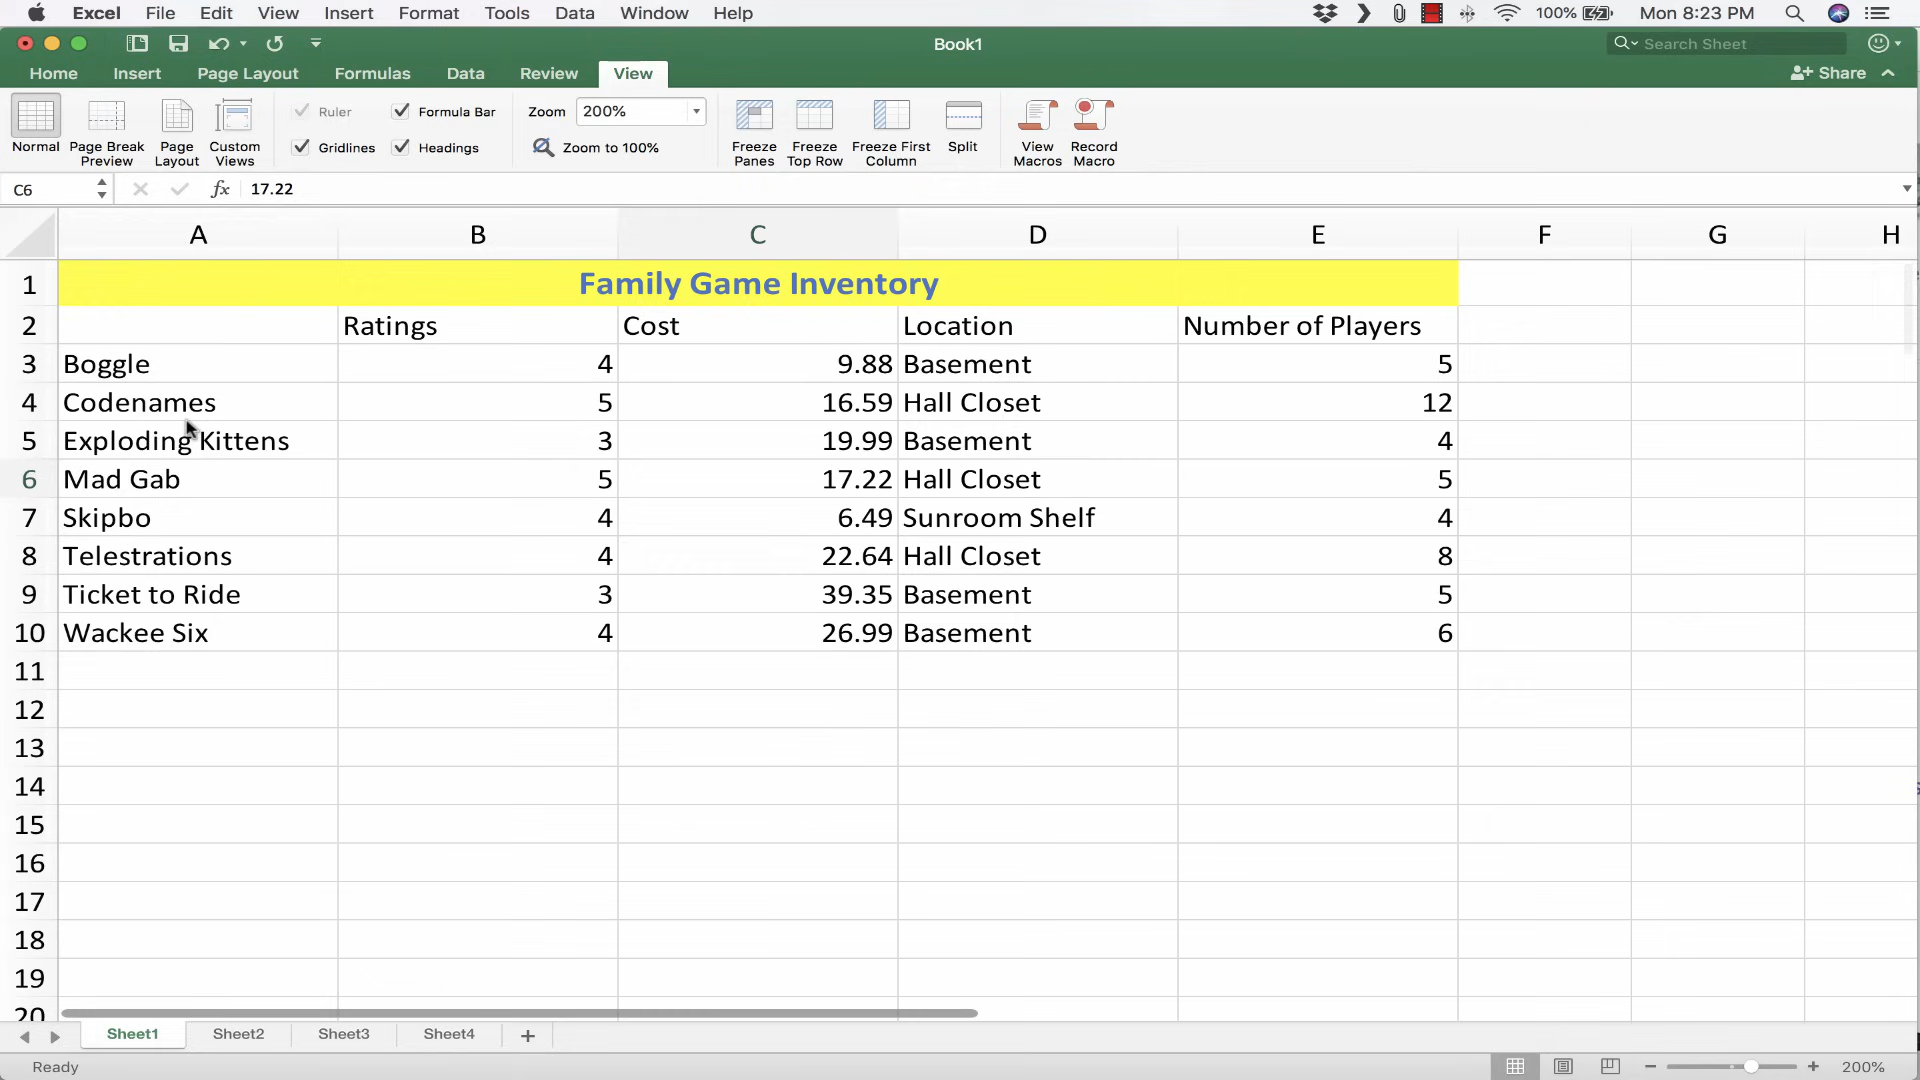 Excel File Edit View Insert Format Tools Data Window Help 100% Mon 8:23 PM
Book1 Search Sheet
Home Insert Page Layout Formulas Data Review View Share
Ruler Formula Bar Zoom 200%
Gridlines Headings Zoom to 100%
Normal Page Break Preview Page Layout Custom Views Freeze Panes Freeze Top Row Freeze First Column Split View Macros Record Macro
C6 fx 17.22
A B C D E F G H
1 Family Game Inventory
2 Ratings Cost Location Number of Players
3 Boggle 4 9.88 Basement 5
4 Codenames 5 16.59 Hall Closet 12
5 Exploding Kittens 3 19.99 Basement 4
6 Mad Gab 5 17.22 Hall Closet 5
7 Skipbo 4 6.49 Sunroom Shelf 4
8 Telestrations 4 22.64 Hall Closet 8
9 Ticket to Ride 3 39.35 Basement 5
10 Wackee Six 4 26.99 Basement 6
11
12
13
14
15
16
17
18
19
20
Sheet1 Sheet2 Sheet3 Sheet4
Ready 200%